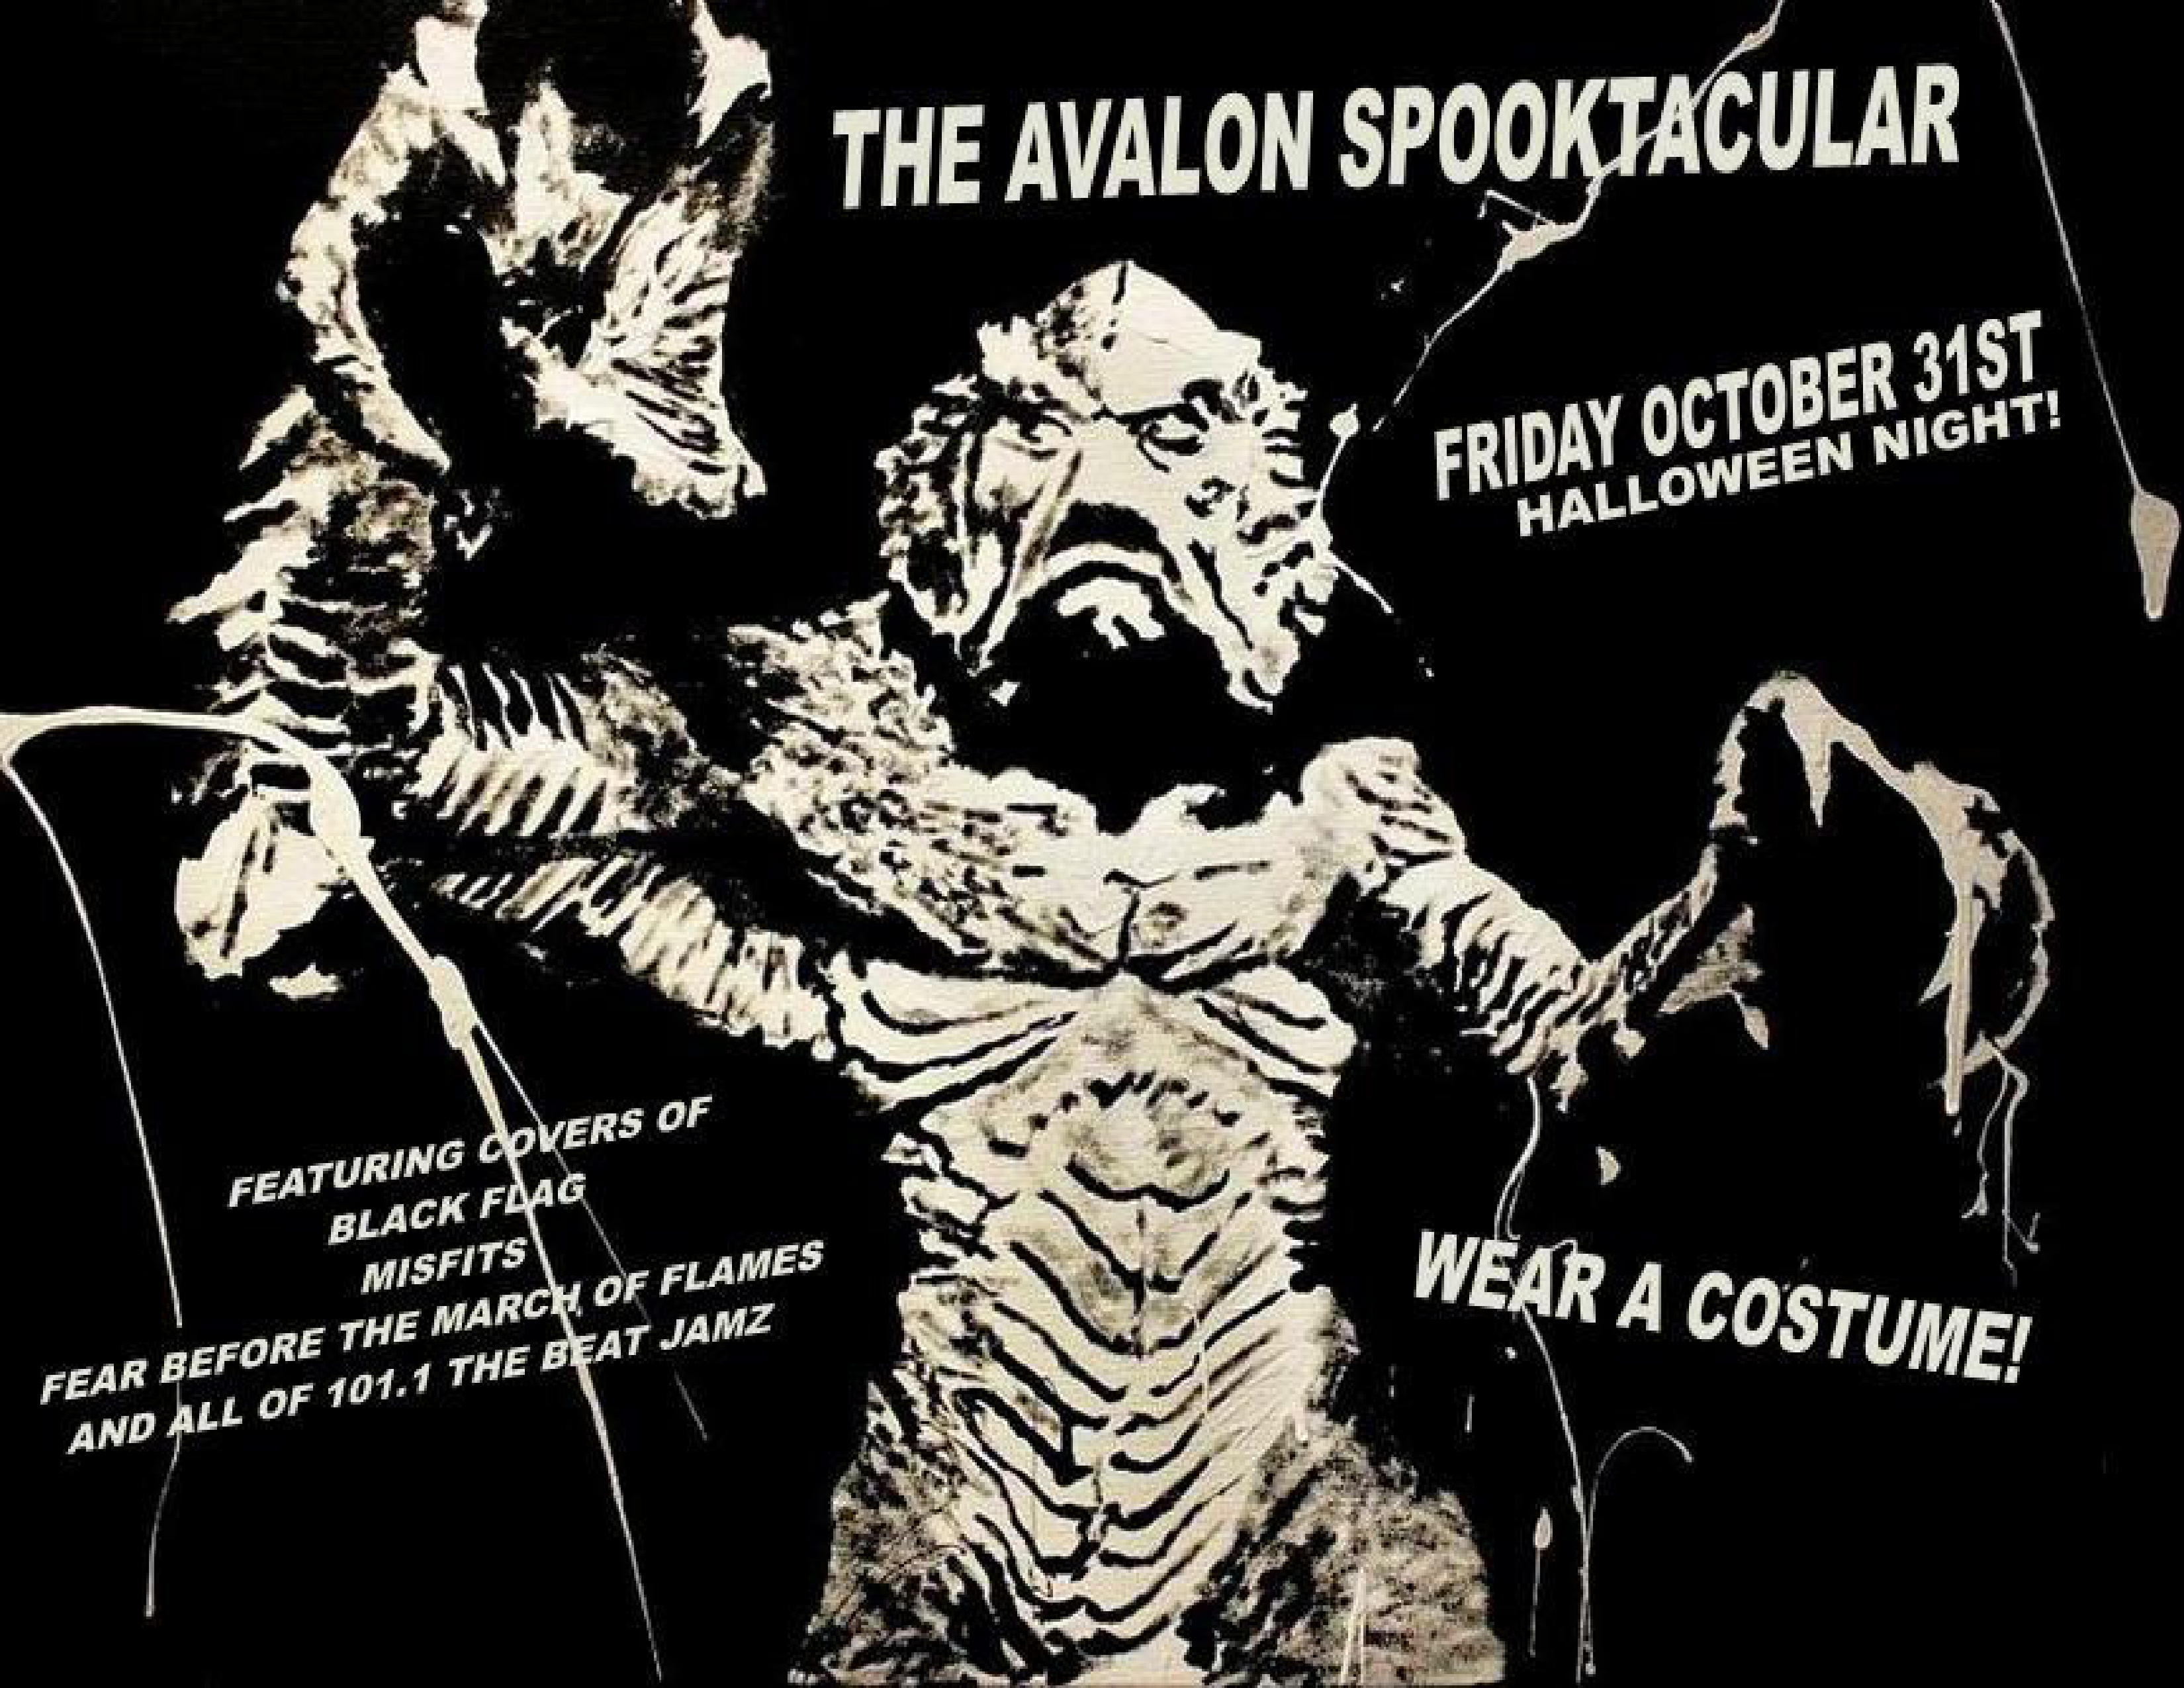 THE AVALON SPOOKTACULAR
FRIDAY OCTOBER 31ST
HALLOWEEN NIGHT!
FEATURING COVERS OF
BLACK FLAG
MISFITS
FEAR BEFORE THE MARCH OF FLAMES
AND ALL OF 101.1 THE BEAT JAMZ
WEAR A COSTUME!